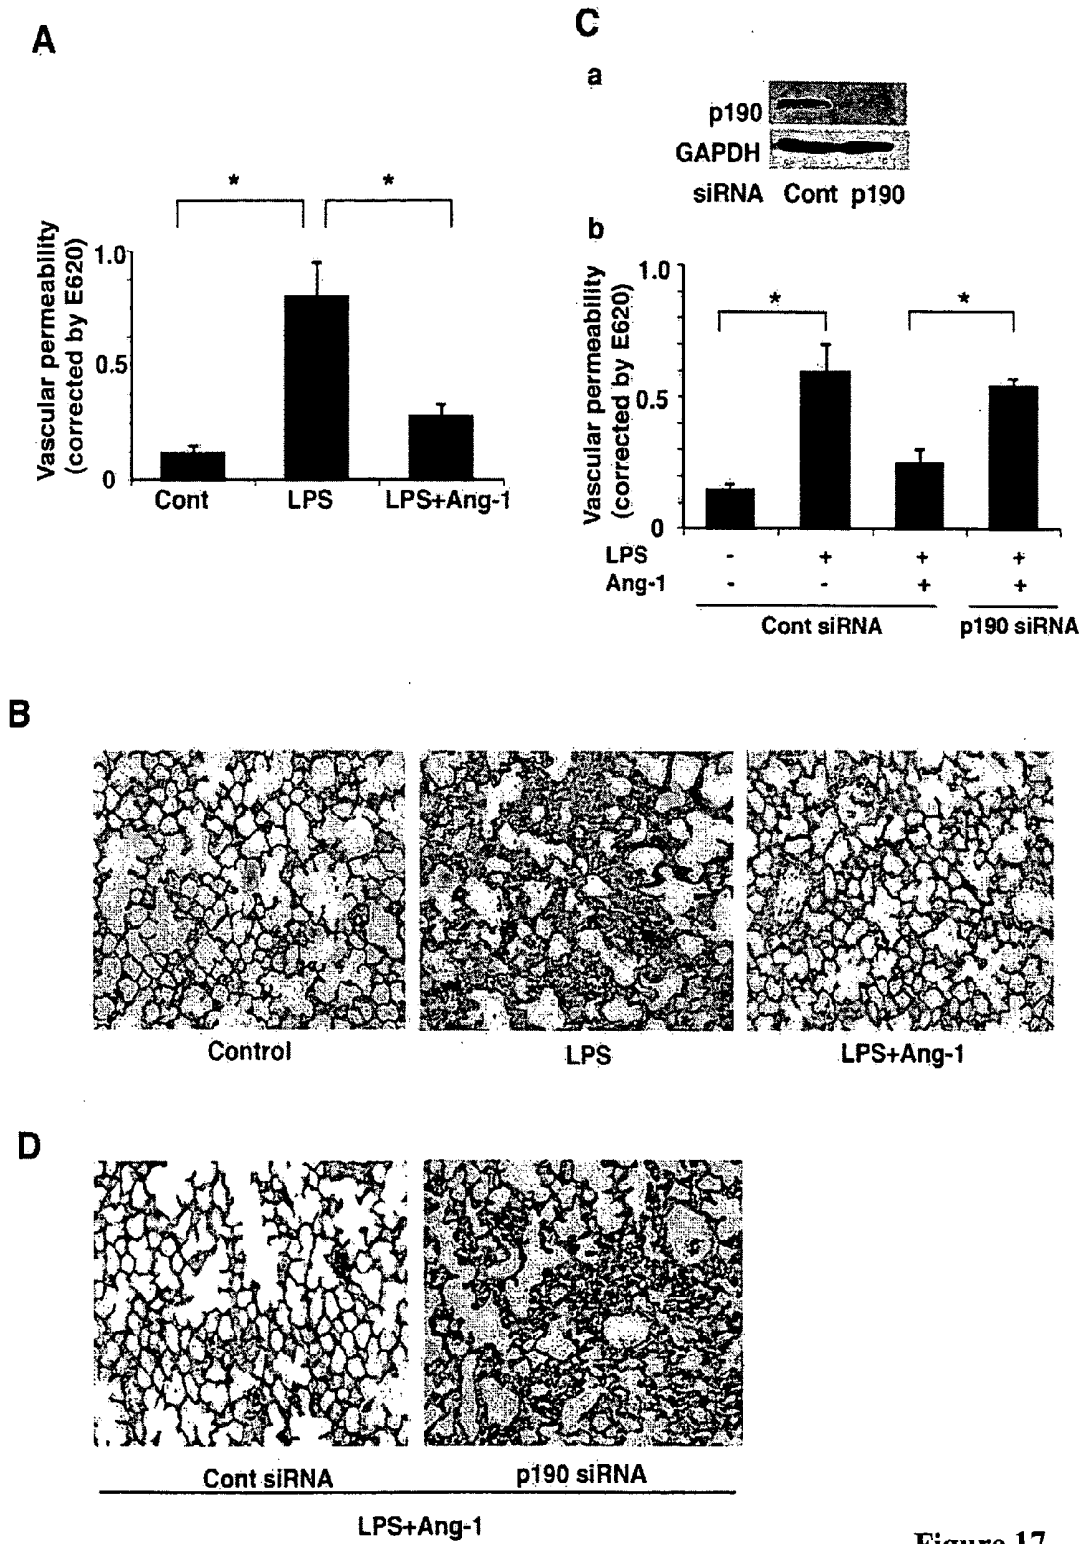 A
*
*
Vascular permeability
(corrected by E620)
1.0
0.5
0
Cont LPS LPS+Ang-1
C
a
p190
GAPDH
siRNA Cont p190
b
Vascular permeability
(corrected by E620)
1.0
0.5
0
*
*
LPS - + + +
Ang-1 - - + +
Cont siRNA p190 siRNA
B
Control LPS LPS+Ang-1
D
Cont siRNA p190 siRNA
LPS+Ang-1
Figure 17